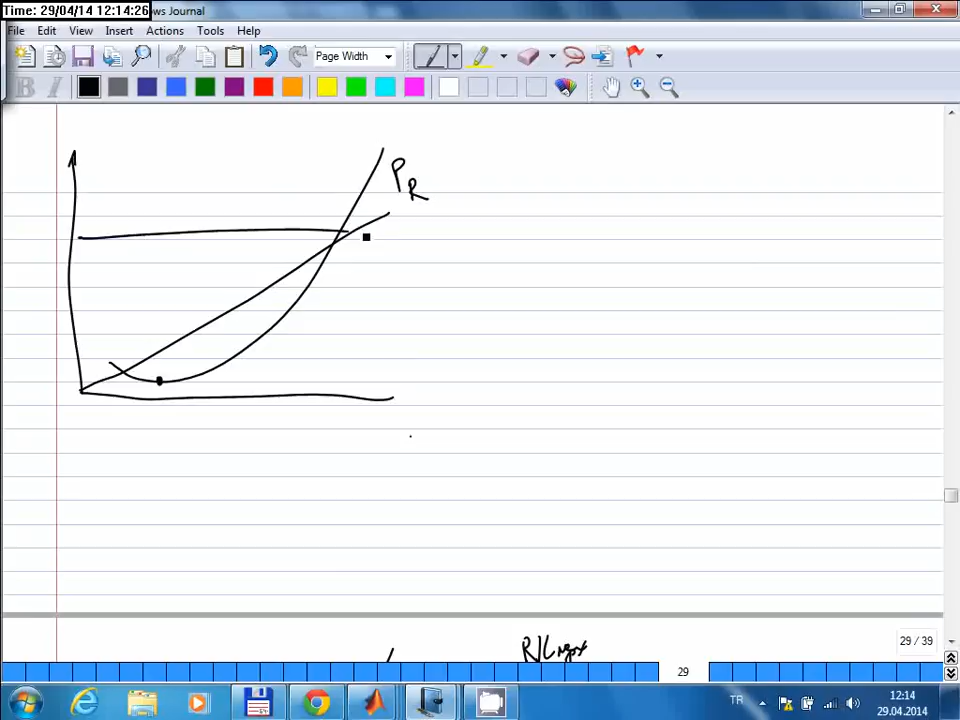 Time: 29/04/14 12:14:26
ws Journal
File Edit View Insert Actions Tools Help
Page Width
B I
P_R
29 / 39
29
TR
12:14
29.04.2014